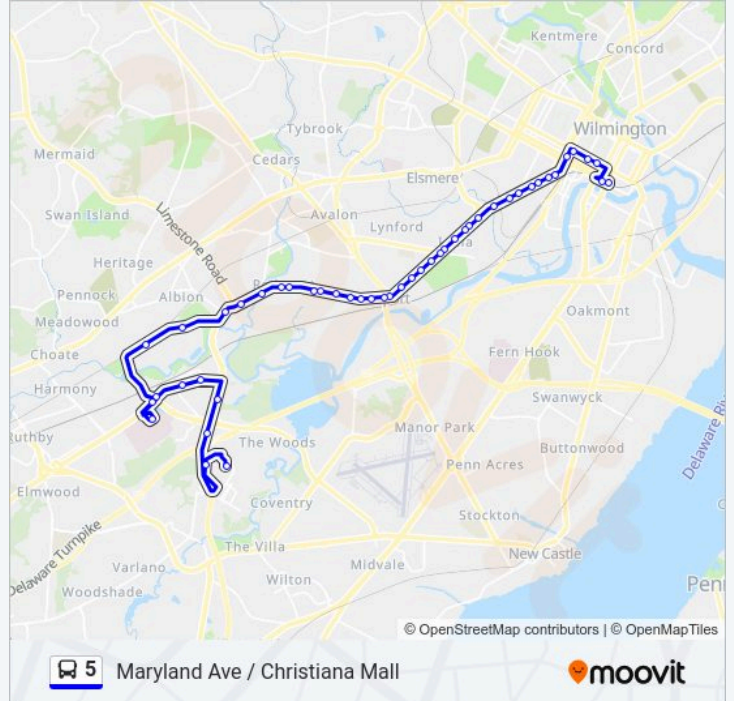 Kentmere
Concord
Wilmington
Tybrook
Mermaid
Cedars
Elsmere
Swan Island
Limestone Road
Avalon
Lynford
Heritage
Pennock
Albion
Meadowood
Oakmont
Choate
Fern Hook
Harmony
Swanwyck
Ruthby
Manor Park
Delaware Riv
The Woods
Buttonwood
Penn Acres
Elmwood
Coventry
Stockton
Delaware Turnpike
The Villa
New Castle
Varlano
Midvale
Wilton
Woodshade
Penn
© OpenStreetMap contributors | © OpenMapTiles
5 Maryland Ave / Christiana Mall
moovit